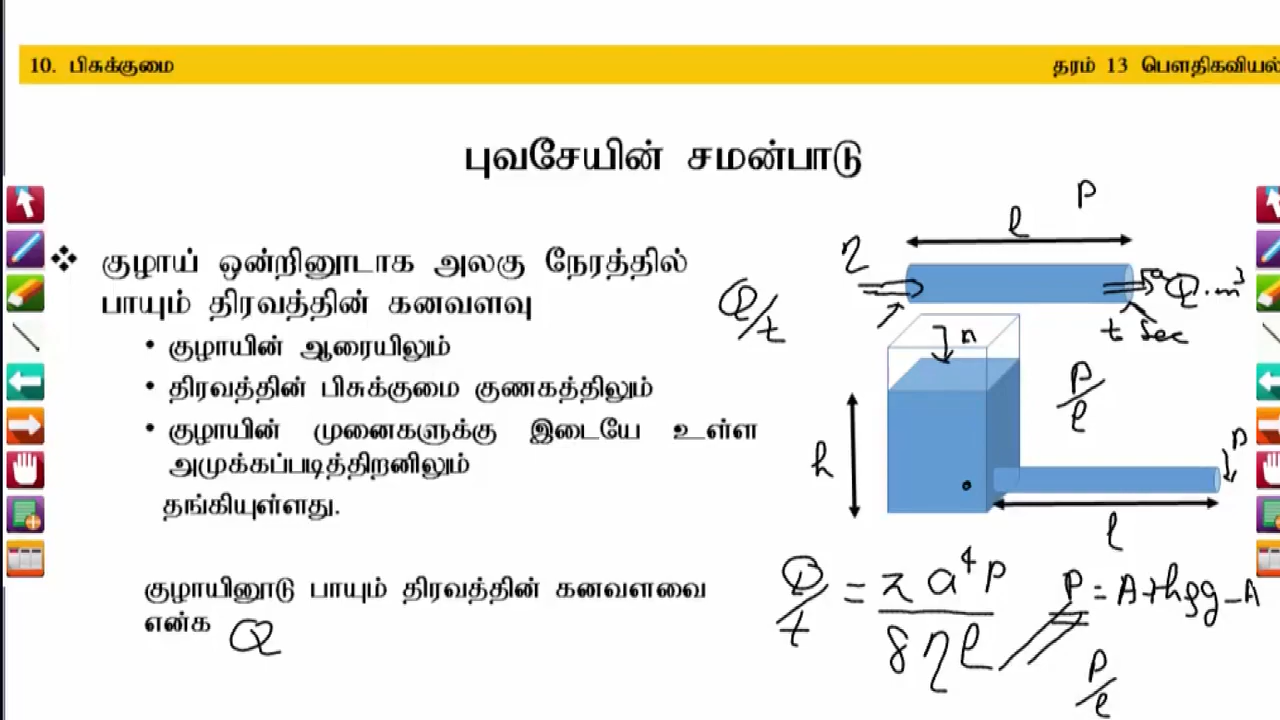 10. பிசுக்குமை
தரம் 13 பௌதிகவியல்
புவசேயின் சமன்பாடு
❖ குழாய் ஒன்றினூடாக அலகு நேரத்தில்
பாயும் திரவத்தின் கனவளவு
• குழாயின் ஆரையிலும்
• திரவத்தின் பிசுக்குமை குணகத்திலும்
• குழாயின் முனைகளுக்கு இடையே உள்ள
அமுக்கப்படித்திறனிலும்
தங்கியுள்ளது.
குழாயினூடு பாயும் திரவத்தின் கனவளவை
என்க Q
Q/t
P
l
η
Q. m³
t sec
P/l
h
l
Q/t = πa⁴P / 8ηl
P = A+hρg-A
P/l